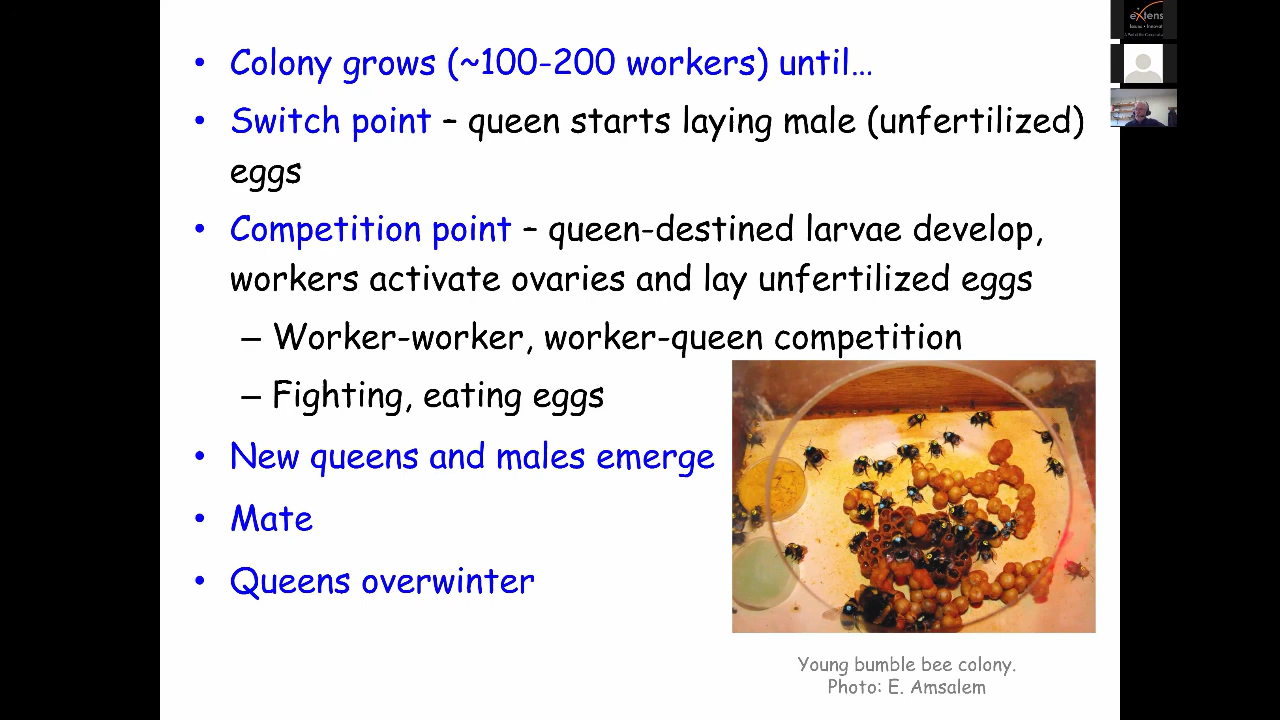 • Colony grows (~100-200 workers) until…
• Switch point – queen starts laying male (unfertilized)
eggs
• Competition point – queen-destined larvae develop,
workers activate ovaries and lay unfertilized eggs
– Worker-worker, worker-queen competition
– Fighting, eating eggs
• New queens and males emerge
• Mate
• Queens overwinter
Young bumble bee colony.
Photo: E. Amsalem
eXtens